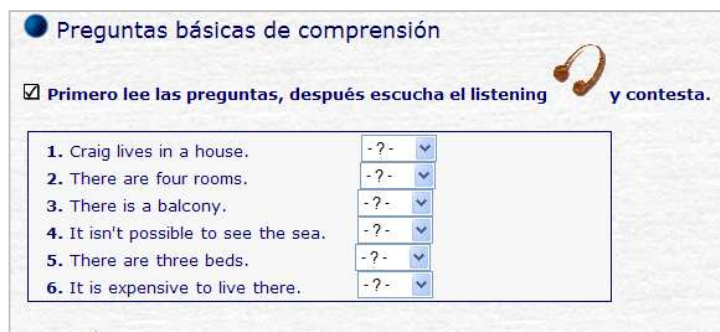 Preguntas básicas de comprensión
Primero lee las preguntas, después escucha el listening y contesta.
1. Craig lives in a house. - ? -
2. There are four rooms. - ? -
3. There is a balcony. - ? -
4. It isn't possible to see the sea. - ? -
5. There are three beds. - ? -
6. It is expensive to live there. - ? -